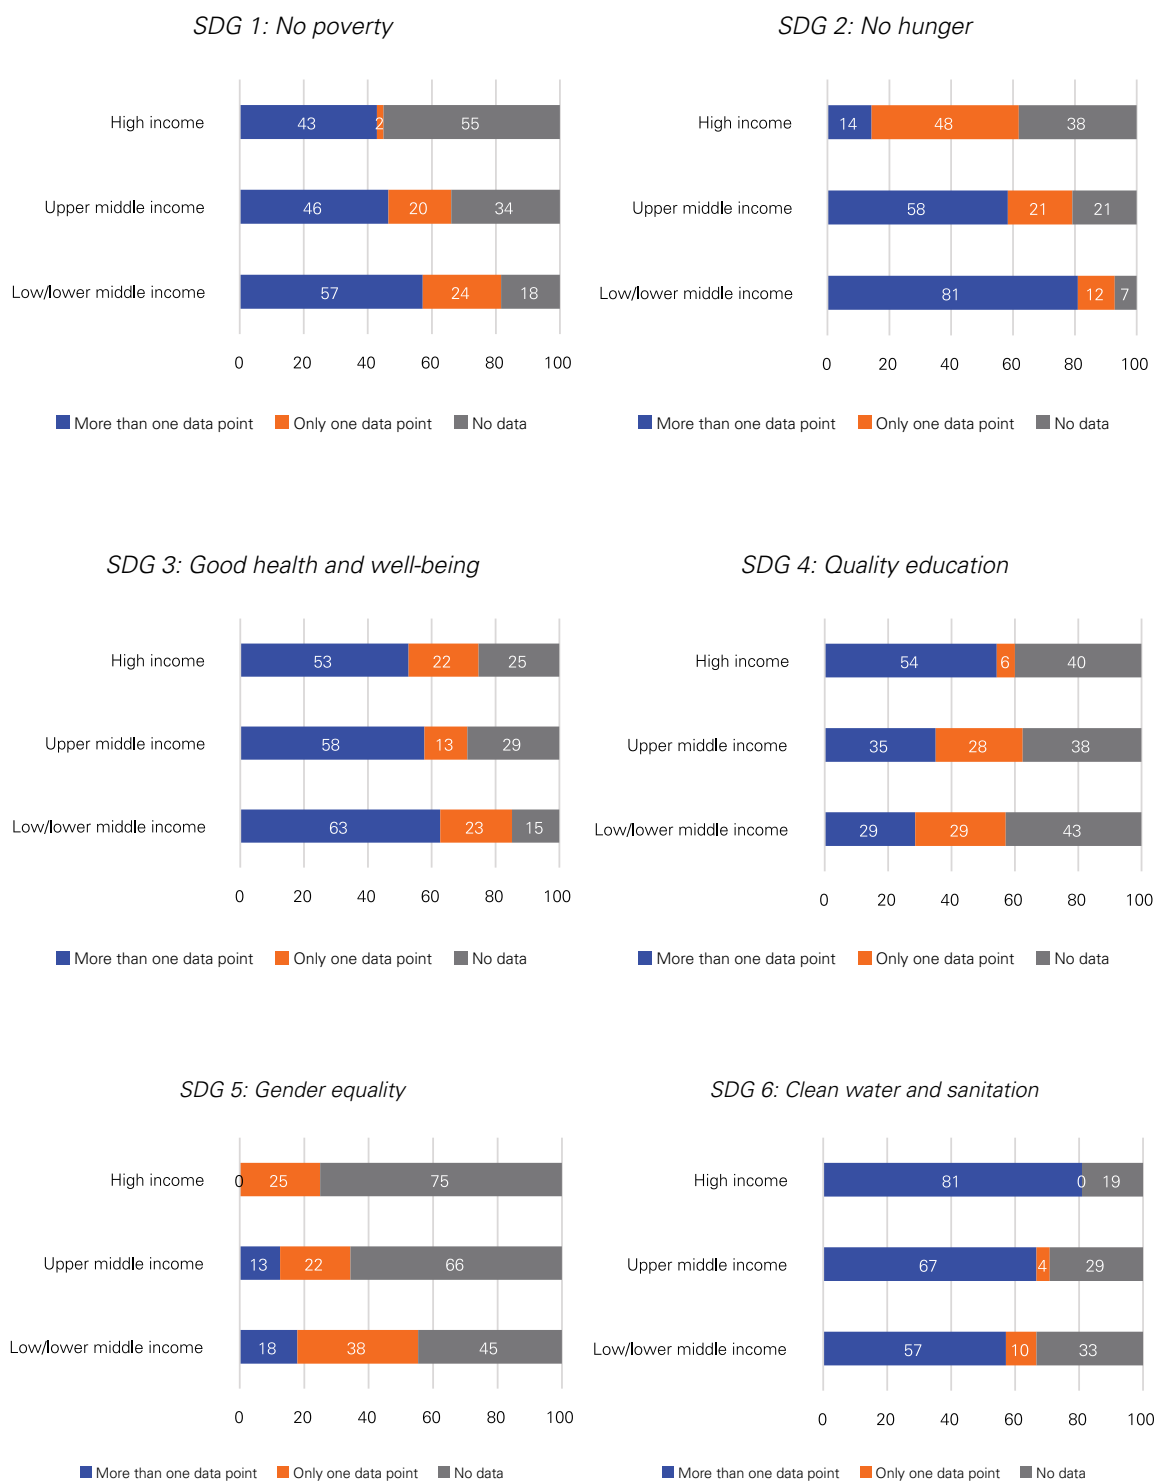 SDG 1: No poverty
High income
43 2 55
Upper middle income
46 20 34
Low/lower middle income
57 24 18
0 20 40 60 80 100
More than one data point Only one data point No data
SDG 2: No hunger
High income
14 48 38
Upper middle income
58 21 21
Low/lower middle income
81 12 7
0 20 40 60 80 100
More than one data point Only one data point No data
SDG 3: Good health and well-being
High income
53 22 25
Upper middle income
58 13 29
Low/lower middle income
63 23 15
0 20 40 60 80 100
More than one data point Only one data point No data
SDG 4: Quality education
High income
54 6 40
Upper middle income
35 28 38
Low/lower middle income
29 29 43
0 20 40 60 80 100
More than one data point Only one data point No data
SDG 5: Gender equality
High income
0 25 75
Upper middle income
13 22 66
Low/lower middle income
18 38 45
0 20 40 60 80 100
More than one data point Only one data point No data
SDG 6: Clean water and sanitation
High income
81 0 19
Upper middle income
67 4 29
Low/lower middle income
57 10 33
0 20 40 60 80 100
More than one data point Only one data point No data